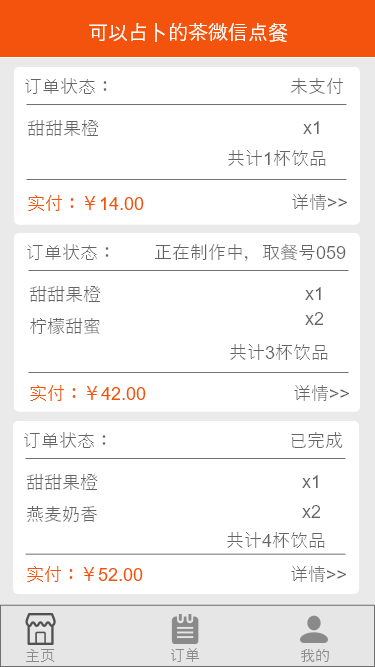 可以占卜的茶微信点餐
订单状态： 未支付
甜甜果橙 x1
共计1杯饮品
实付：￥14.00 详情>>
订单状态： 正在制作中，取餐号059
甜甜果橙 x1
柠檬甜蜜 x2
共计3杯饮品
实付：￥42.00 详情>>
订单状态： 已完成
甜甜果橙 x1
燕麦奶香 x2
共计4杯饮品
实付：￥52.00 详情>>
主页 订单 我的